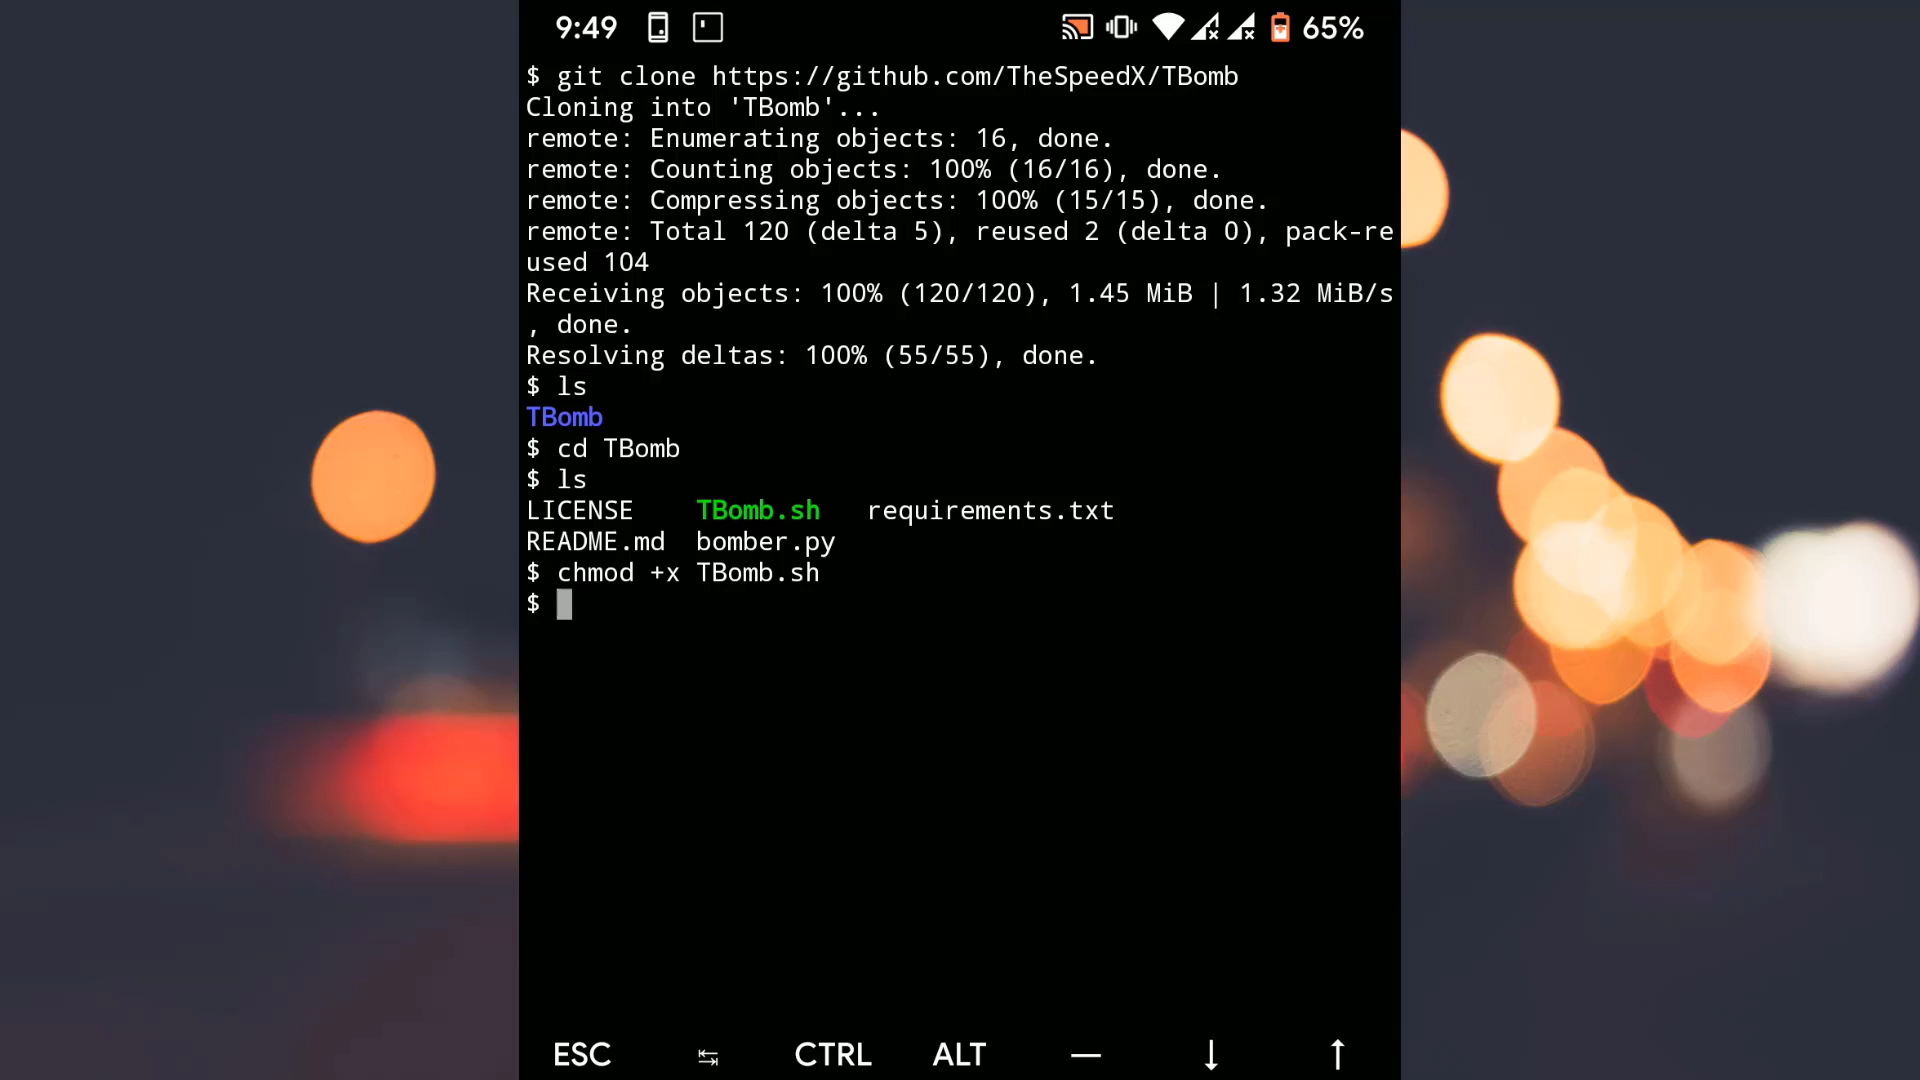 9:49 65%
$ git clone https://github.com/TheSpeedX/TBomb
Cloning into 'TBomb'...
remote: Enumerating objects: 16, done.
remote: Counting objects: 100% (16/16), done.
remote: Compressing objects: 100% (15/15), done.
remote: Total 120 (delta 5), reused 2 (delta 0), pack-re
used 104
Receiving objects: 100% (120/120), 1.45 MiB | 1.32 MiB/s
, done.
Resolving deltas: 100% (55/55), done.
$ ls
TBomb
$ cd TBomb
$ ls
LICENSE TBomb.sh requirements.txt
README.md bomber.py
$ chmod +x TBomb.sh
$
ESC ↹ CTRL ALT — ↓ ↑